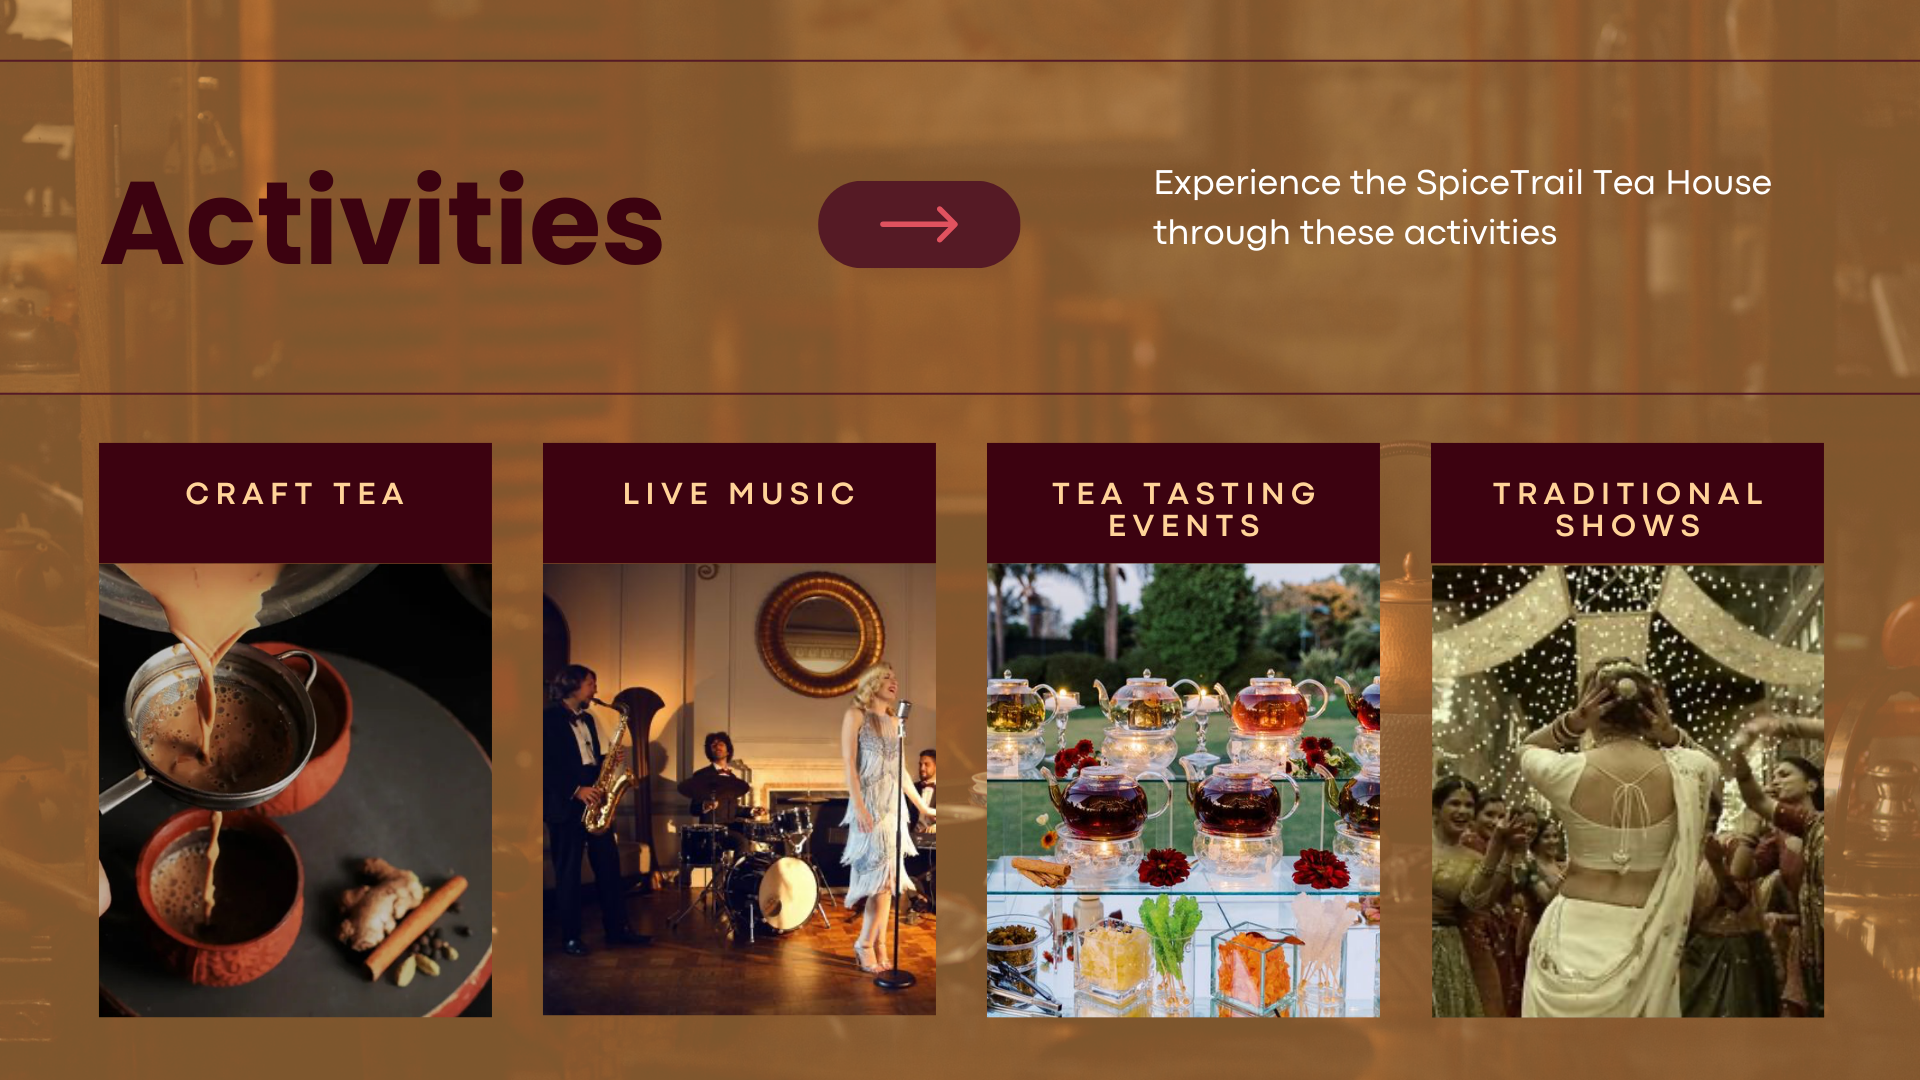 Activities
Experience the SpiceTrail Tea House
through these activities
CRAFT TEA
LIVE MUSIC
TEA TASTING
EVENTS
TRADITIONAL
SHOWS